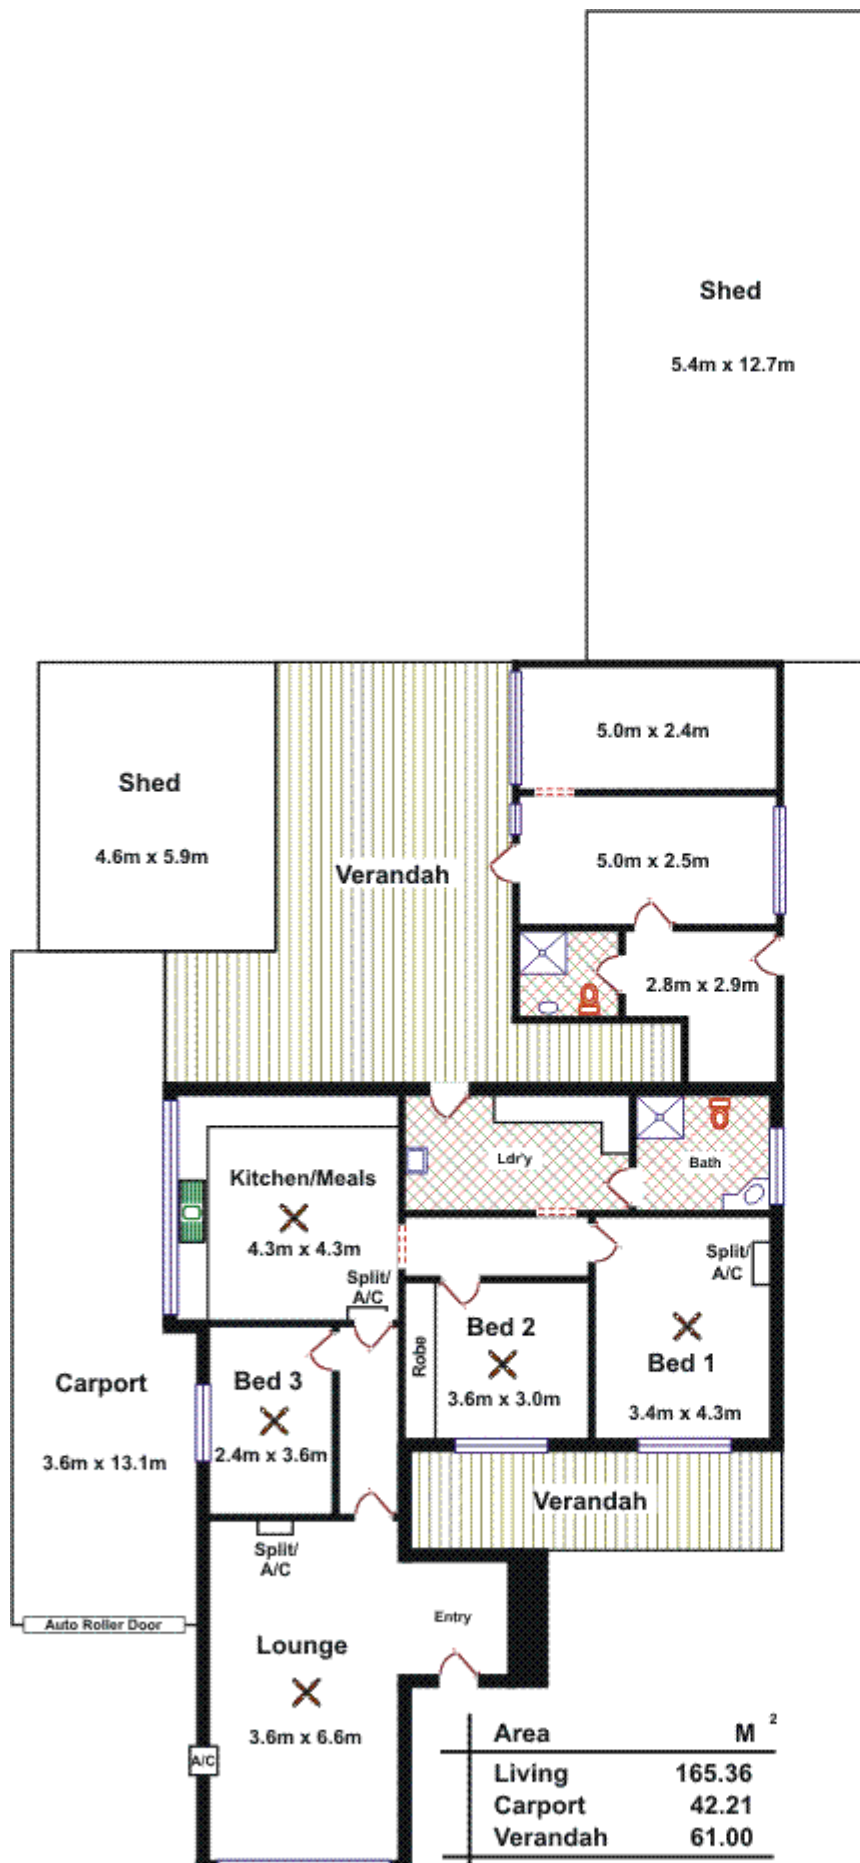 Shed
5.4m x 12.7m
5.0m x 2.4m
Shed
4.6m x 5.9m
Verandah
5.0m x 2.5m
2.8m x 2.9m
Kitchen/Meals
4.3m x 4.3m
Split/
A/C
Ldr'y
Bath
Split/
A/C
Bed 1
3.4m x 4.3m
Robe
Bed 2
3.6m x 3.0m
Bed 3
2.4m x 3.6m
Carport
3.6m x 13.1m
Verandah
Split/
A/C
Auto Roller Door
Entry
Lounge
3.6m x 6.6m
A/C
Area M 2
Living 165.36
Carport 42.21
Verandah 61.00